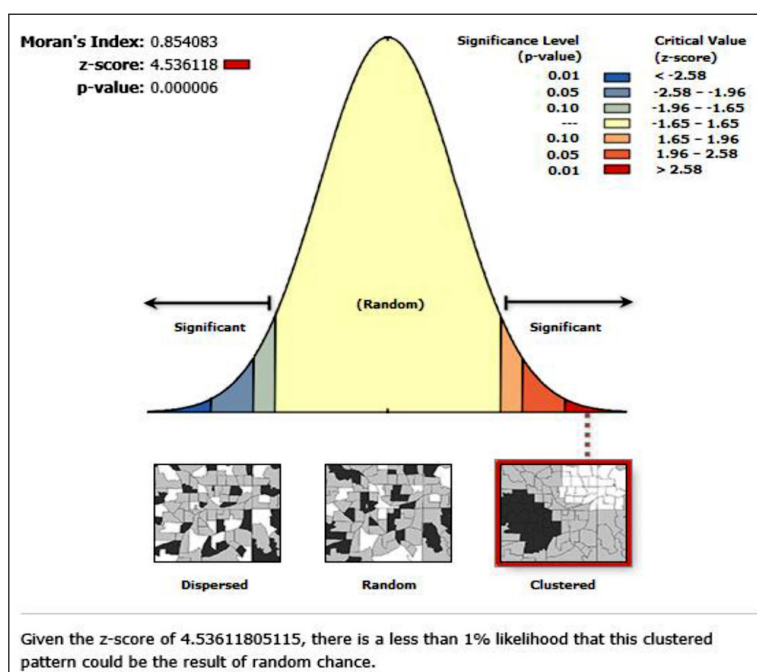 Moran's Index: 0.854083
z-score: 4.536118
p-value: 0.000006
Significance Level
(p-value)
Critical Value
(z-score)
0.01 < -2.58
0.05 -2.58 – -1.96
0.10 -1.96 – -1.65
--- -1.65 – 1.65
0.10 1.65 – 1.96
0.05 1.96 – 2.58
0.01 > 2.58
(Random)
Significant
Significant
Dispersed
Random
Clustered
Given the z-score of 4.53611805115, there is a less than 1% likelihood that this clustered
pattern could be the result of random chance.